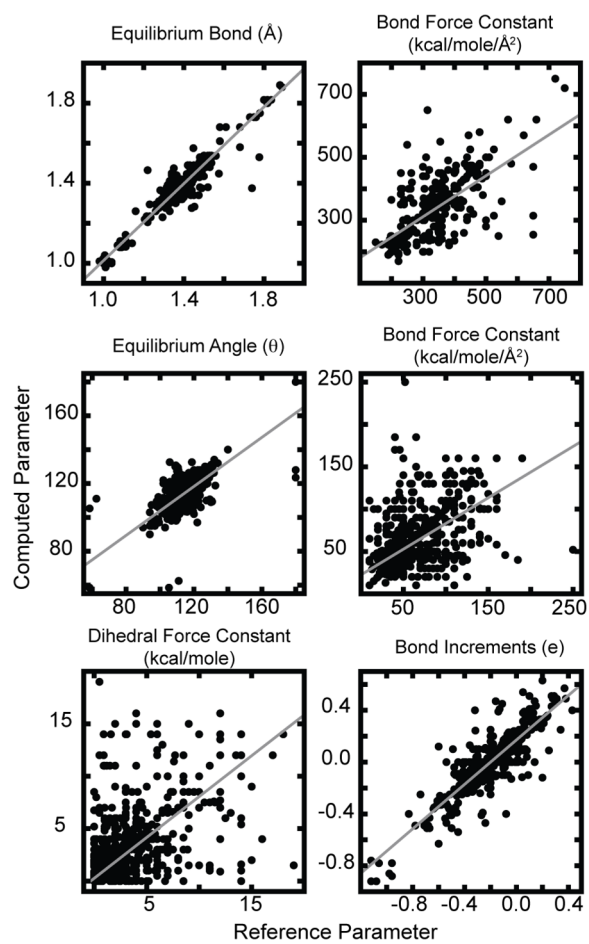 Equilibrium Bond (Å)
Bond Force Constant
(kcal/mole/Å²)
1.8
1.4
1.0
1.0 1.4 1.8
700
500
300
300 500 700
Equilibrium Angle (θ)
Bond Force Constant
(kcal/mole/Å²)
Computed Parameter
160
120
80
80 120 160
250
150
50
50 100 150 200 250
Dihedral Force Constant
(kcal/mole)
Bond Increments (e)
15
5
5 15
0.4
0.0
-0.4
-0.8
-0.8 -0.4 0.0 0.4
Reference Parameter